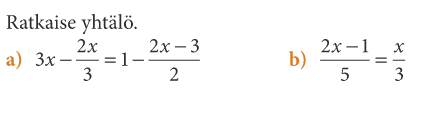 Ratkaise yhtälö.
a) 3x − 2x/3 = 1 − (2x − 3)/2 b) (2x − 1)/5 = x/3